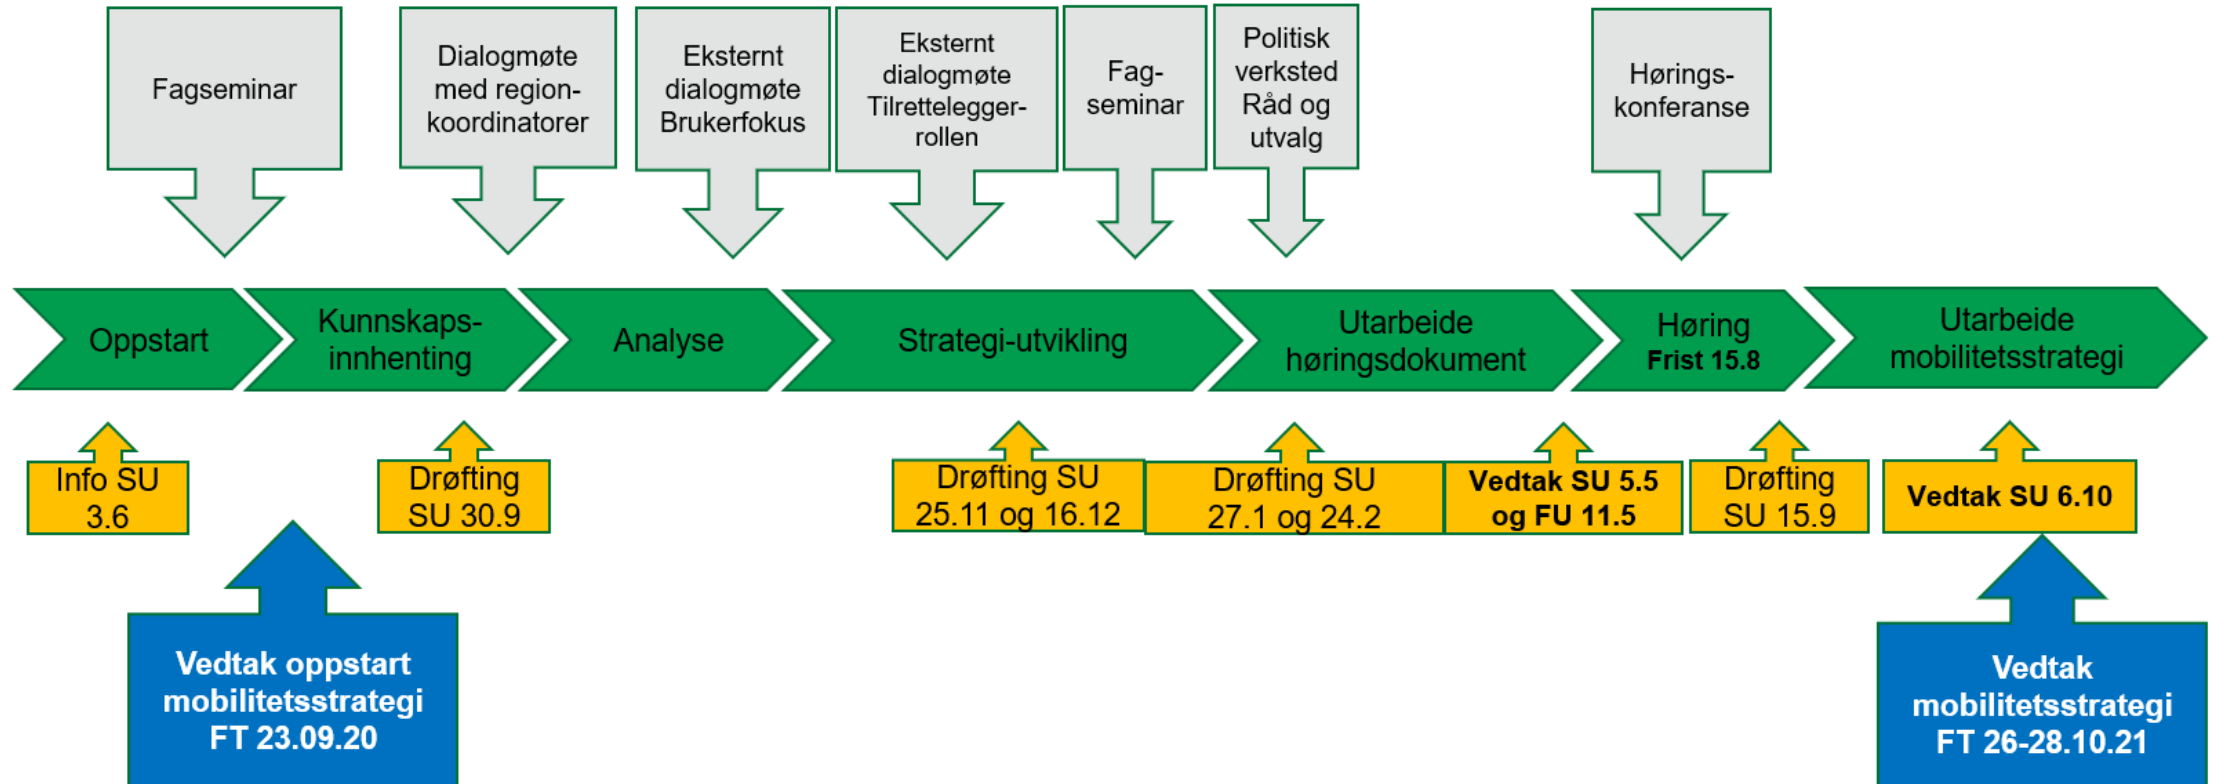 Fagseminar
Dialogmøte
med region-
koordinatorer
Eksternt
dialogmøte
Brukerfokus
Eksternt
dialogmøte
Tilrettelegger-
rollen
Fag-
seminar
Politisk
verksted
Råd og
utvalg
Hørings-
konferanse
Oppstart
Kunnskaps-
innhenting
Analyse
Strategi-utvikling
Utarbeide
høringsdokument
Høring
Frist 15.8
Utarbeide
mobilitetsstrategi
Info SU
3.6
Drøfting
SU 30.9
Drøfting SU
25.11 og 16.12
Drøfting SU
27.1 og 24.2
Vedtak SU 5.5
og FU 11.5
Drøfting
SU 15.9
Vedtak SU 6.10
Vedtak oppstart
mobilitetsstrategi
FT 23.09.20
Vedtak
mobilitetsstrategi
FT 26-28.10.21